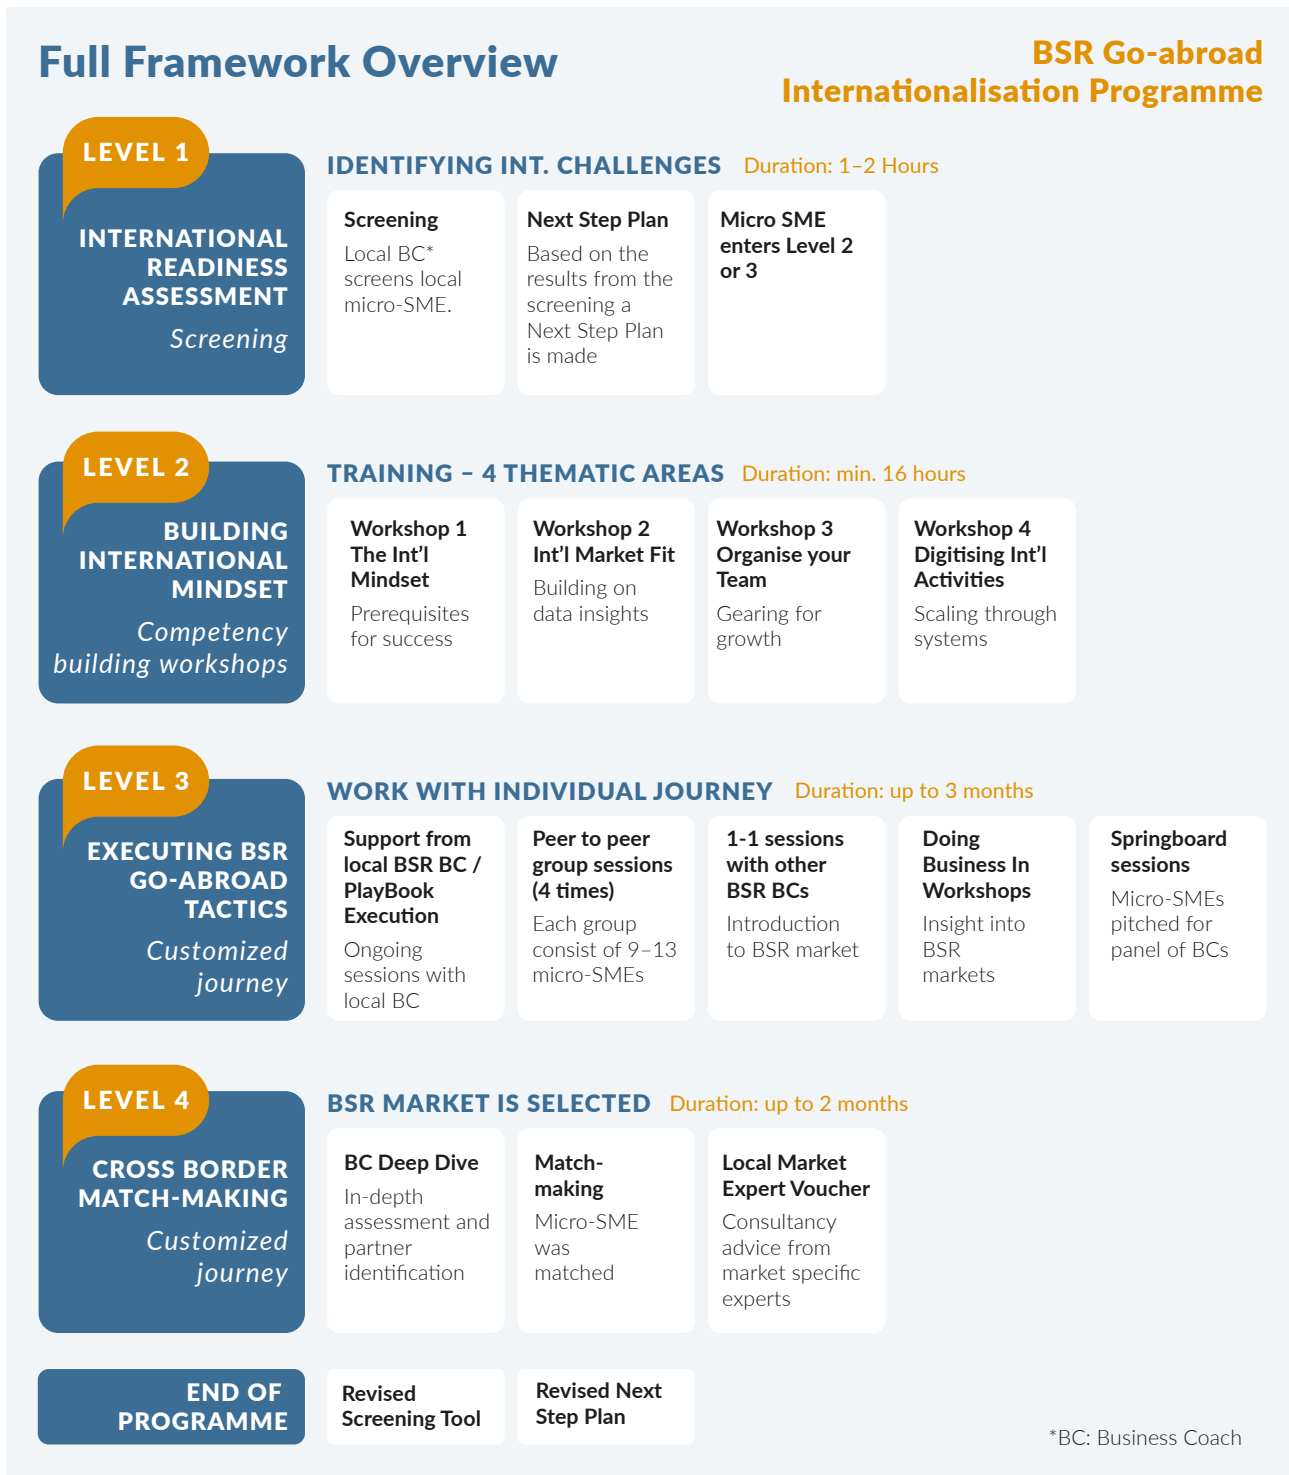 Full Framework Overview
BSR Go-abroad
Internationalisation Programme
LEVEL 1
INTERNATIONAL
READINESS
ASSESSMENT
Screening
IDENTIFYING INT. CHALLENGES
Duration: 1–2 Hours
Screening
Local BC*
screens local
micro-SME.
Next Step Plan
Based on the
results from the
screening a
Next Step Plan
is made
Micro SME
enters Level 2
or 3
LEVEL 2
BUILDING
INTERNATIONAL
MINDSET
Competency
building workshops
TRAINING – 4 THEMATIC AREAS
Duration: min. 16 hours
Workshop 1
The Int’l
Mindset
Prerequisites
for success
Workshop 2
Int’l Market Fit
Building on
data insights
Workshop 3
Organise your
Team
Gearing for
growth
Workshop 4
Digitising Int’l
Activities
Scaling through
systems
LEVEL 3
EXECUTING BSR
GO-ABROAD
TACTICS
Customized
journey
WORK WITH INDIVIDUAL JOURNEY
Duration: up to 3 months
Support from
local BSR BC /
PlayBook
Execution
Ongoing
sessions with
local BC
Peer to peer
group sessions
(4 times)
Each group
consist of 9–13
micro-SMEs
1-1 sessions
with other
BSR BCs
Introduction
to BSR market
Doing
Business In
Workshops
Insight into
BSR
markets
Springboard
sessions
Micro-SMEs
pitched for
panel of BCs
LEVEL 4
CROSS BORDER
MATCH-MAKING
Customized
journey
BSR MARKET IS SELECTED
Duration: up to 2 months
BC Deep Dive
In-depth
assessment and
partner
identification
Match-
making
Micro-SME
was
matched
Local Market
Expert Voucher
Consultancy
advice from
market specific
experts
END OF
PROGRAMME
Revised
Screening Tool
Revised Next
Step Plan
*BC: Business Coach